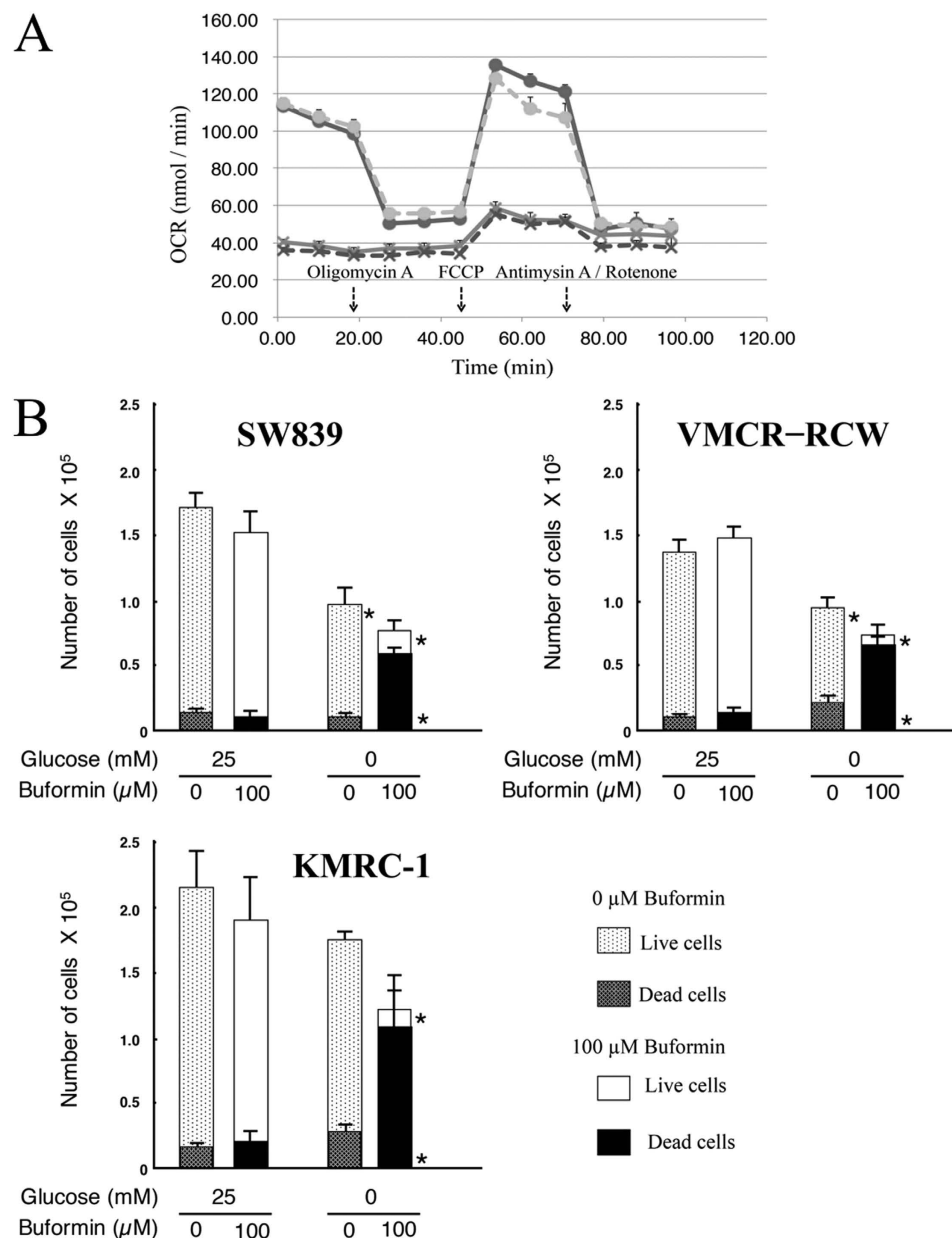 A
160.00
140.00
120.00
100.00
80.00
60.00
40.00
20.00
0.00
OCR (nmol / min)
Oligomycin A FCCP Antimysin A / Rotenone
0.00 20.00 40.00 60.00 80.00 100.00 120.00
Time (min)
B
SW839
2.5
2.0
1.5
1.0
0.5
0
Number of cells X 10⁵
*
*
*
Glucose (mM) 25 0
Buformin (µM) 0 100 0 100
VMCR–RCW
2.5
2.0
1.5
1.0
0.5
0
Number of cells X 10⁵
*
*
*
Glucose (mM) 25 0
Buformin (µM) 0 100 0 100
KMRC-1
2.5
2.0
1.5
1.0
0.5
0
Number of cells X 10⁵
*
*
Glucose (mM) 25 0
Buformin (µM) 0 100 0 100
0 µM Buformin
Live cells
Dead cells
100 µM Buformin
Live cells
Dead cells